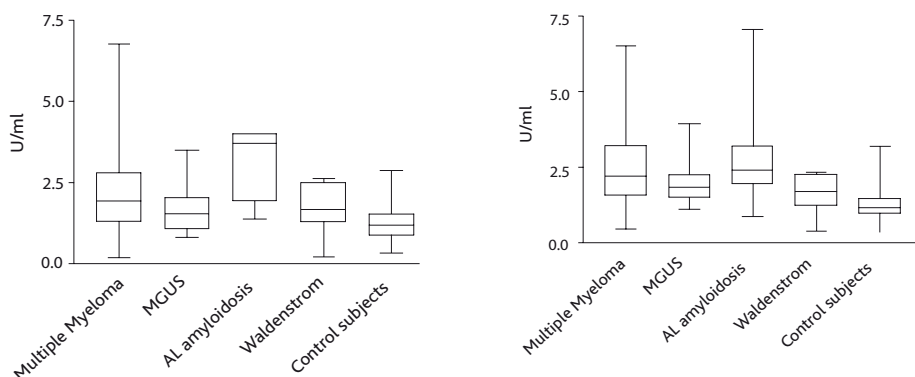 7.5
5.0
2.5
0.0
U/ml
Multiple Myeloma
MGUS
AL amyloidosis
Waldenstrom
Control subjects
7.5
5.0
2.5
0.0
U/ml
Multiple Myeloma
MGUS
AL amyloidosis
Waldenstrom
Control subjects